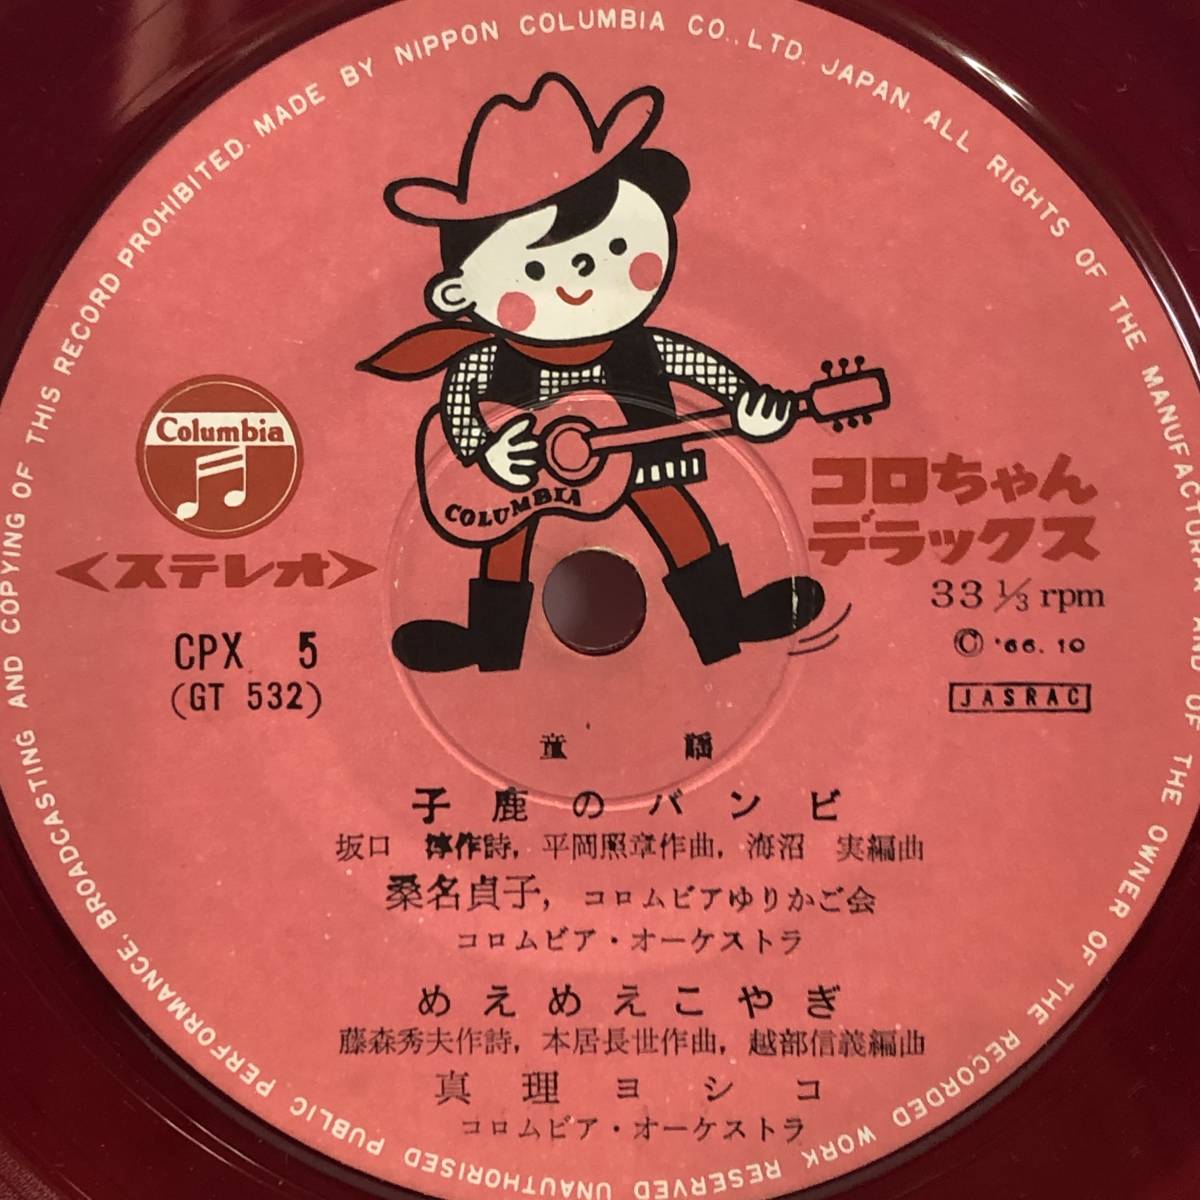 MADE BY NIPPON COLUMBIA CO., LTD. JAPAN. ALL RIGHTS OF THE MANUFACTURER AND OF THE OWNER OF THE RECORDED WORK RESERVED UNAUTHORISED PUBLIC PERFORMANCE, BROADCASTING AND COPYING OF THIS RECORD PROHIBITED.
Columbia
COLUMBIA
<ステレオ>
コロちゃん
デラックス
33 1/3 rpm
© '66.10
JASRAC
CPX 5
(GT 532)
童謡
子鹿のバンビ
坂口 淳作詩, 平岡照章作曲, 海沼 実編曲
桑名貞子, コロムビアゆりかご会
コロムビア・オーケストラ
めえめえこやぎ
藤森秀夫作詩, 本居長世作曲, 越部信義編曲
真理ヨシコ
コロムビア・オーケストラ